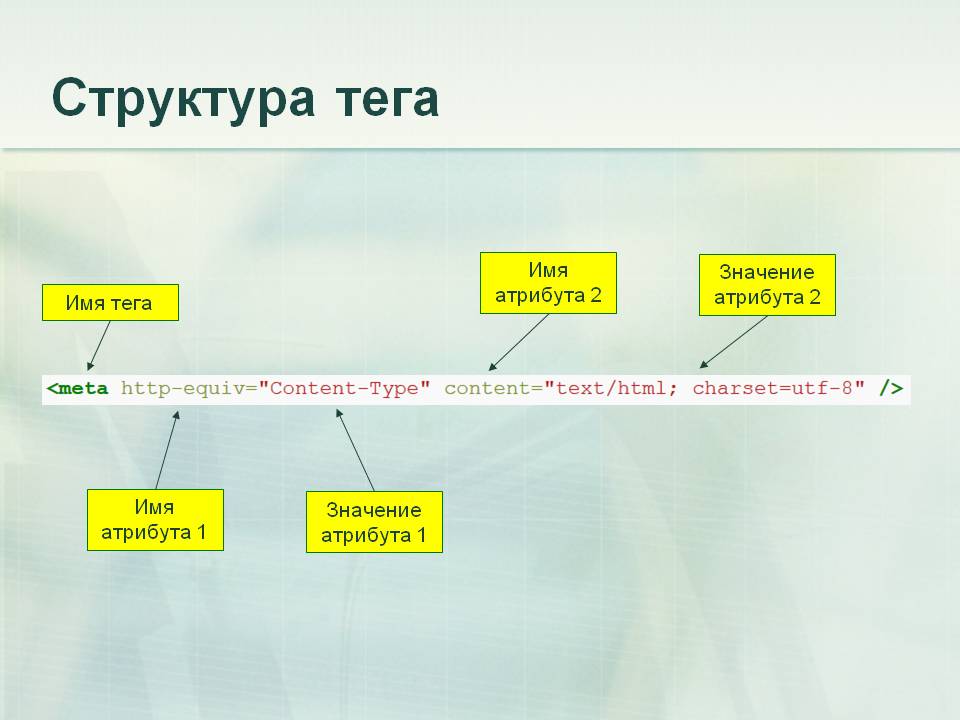 Структура тега
Имя тега
Имя
атрибута 2
Значение
атрибута 2
<meta http-equiv="Content-Type" content="text/html; charset=utf-8" />
Имя
атрибута 1
Значение
атрибута 1